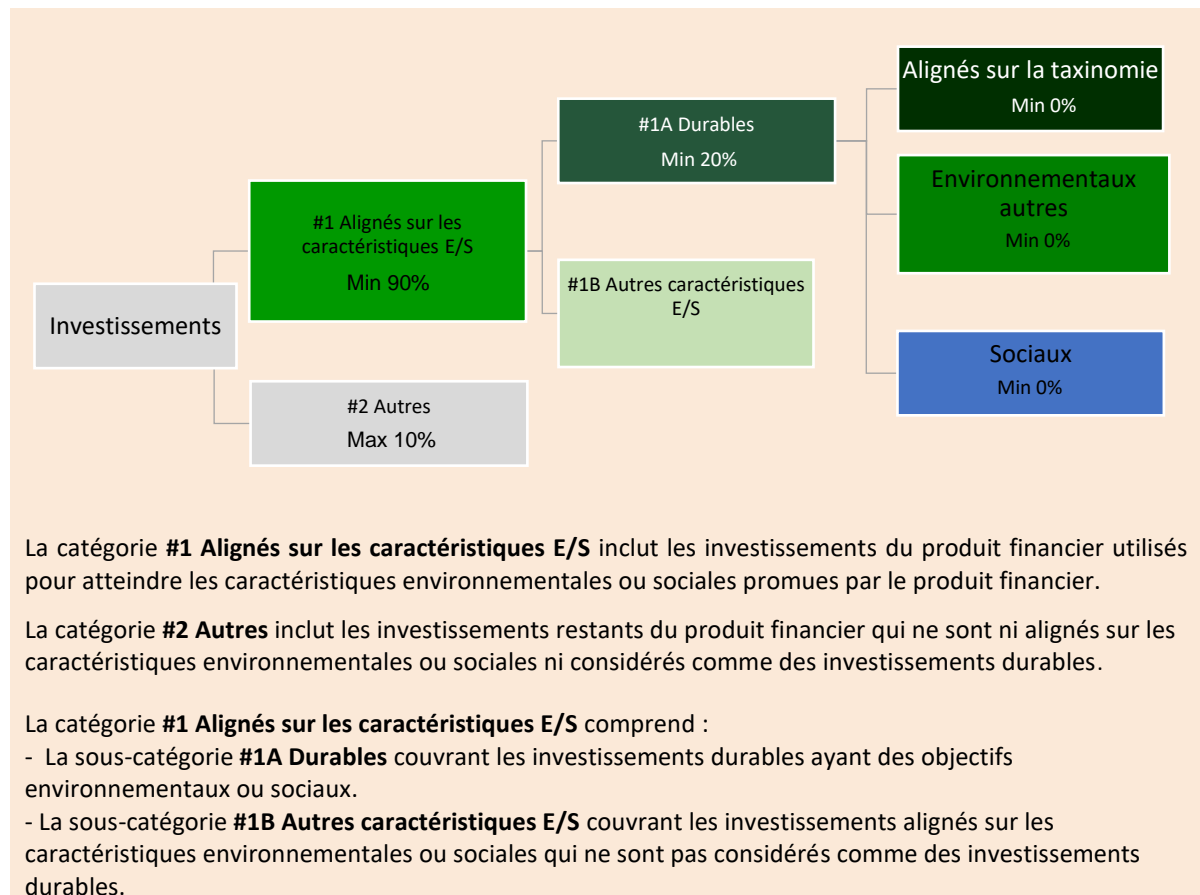 Investissements
#1 Alignés sur les
caractéristiques E/S
Min 90%
#2 Autres
Max 10%
#1A Durables
Min 20%
#1B Autres caractéristiques
E/S
Alignés sur la taxinomie
Min 0%
Environnementaux
autres
Min 0%
Sociaux
Min 0%
La catégorie #1 Alignés sur les caractéristiques E/S inclut les investissements du produit financier utilisés
pour atteindre les caractéristiques environnementales ou sociales promues par le produit financier.
La catégorie #2 Autres inclut les investissements restants du produit financier qui ne sont ni alignés sur les
caractéristiques environnementales ou sociales ni considérés comme des investissements durables.
La catégorie #1 Alignés sur les caractéristiques E/S comprend :
- La sous-catégorie #1A Durables couvrant les investissements durables ayant des objectifs
environnementaux ou sociaux.
- La sous-catégorie #1B Autres caractéristiques E/S couvrant les investissements alignés sur les
caractéristiques environnementales ou sociales qui ne sont pas considérés comme des investissements
durables.